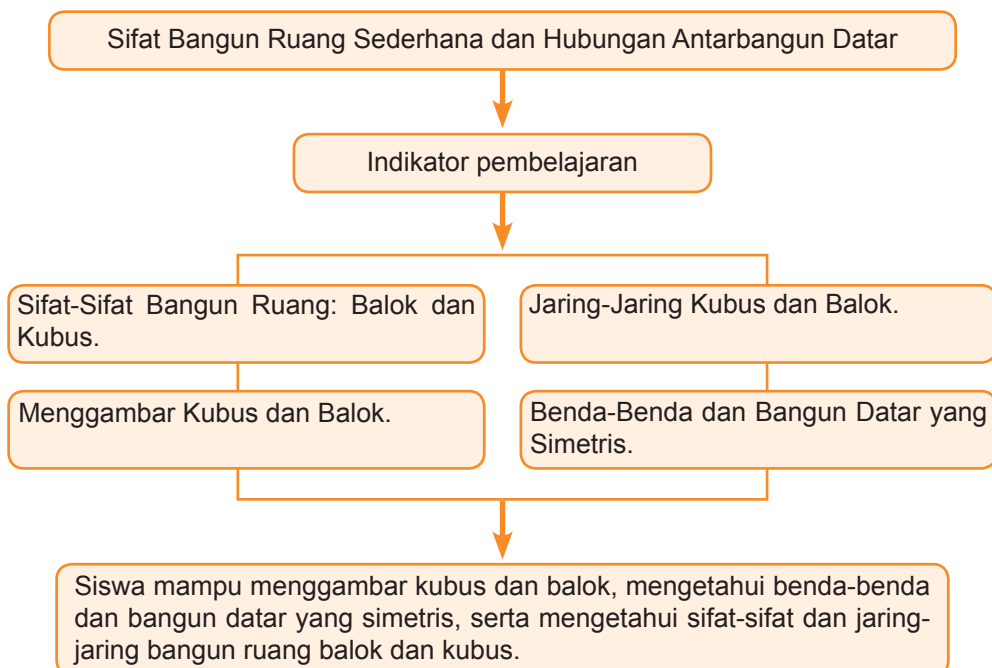 Sifat Bangun Ruang Sederhana dan Hubungan Antarbangun Datar
Indikator pembelajaran
Sifat-Sifat Bangun Ruang: Balok dan
Kubus.
Jaring-Jaring Kubus dan Balok.
Menggambar Kubus dan Balok.
Benda-Benda dan Bangun Datar yang
Simetris.
Siswa mampu menggambar kubus dan balok, mengetahui benda-benda
dan bangun datar yang simetris, serta mengetahui sifat-sifat dan jaring-
jaring bangun ruang balok dan kubus.